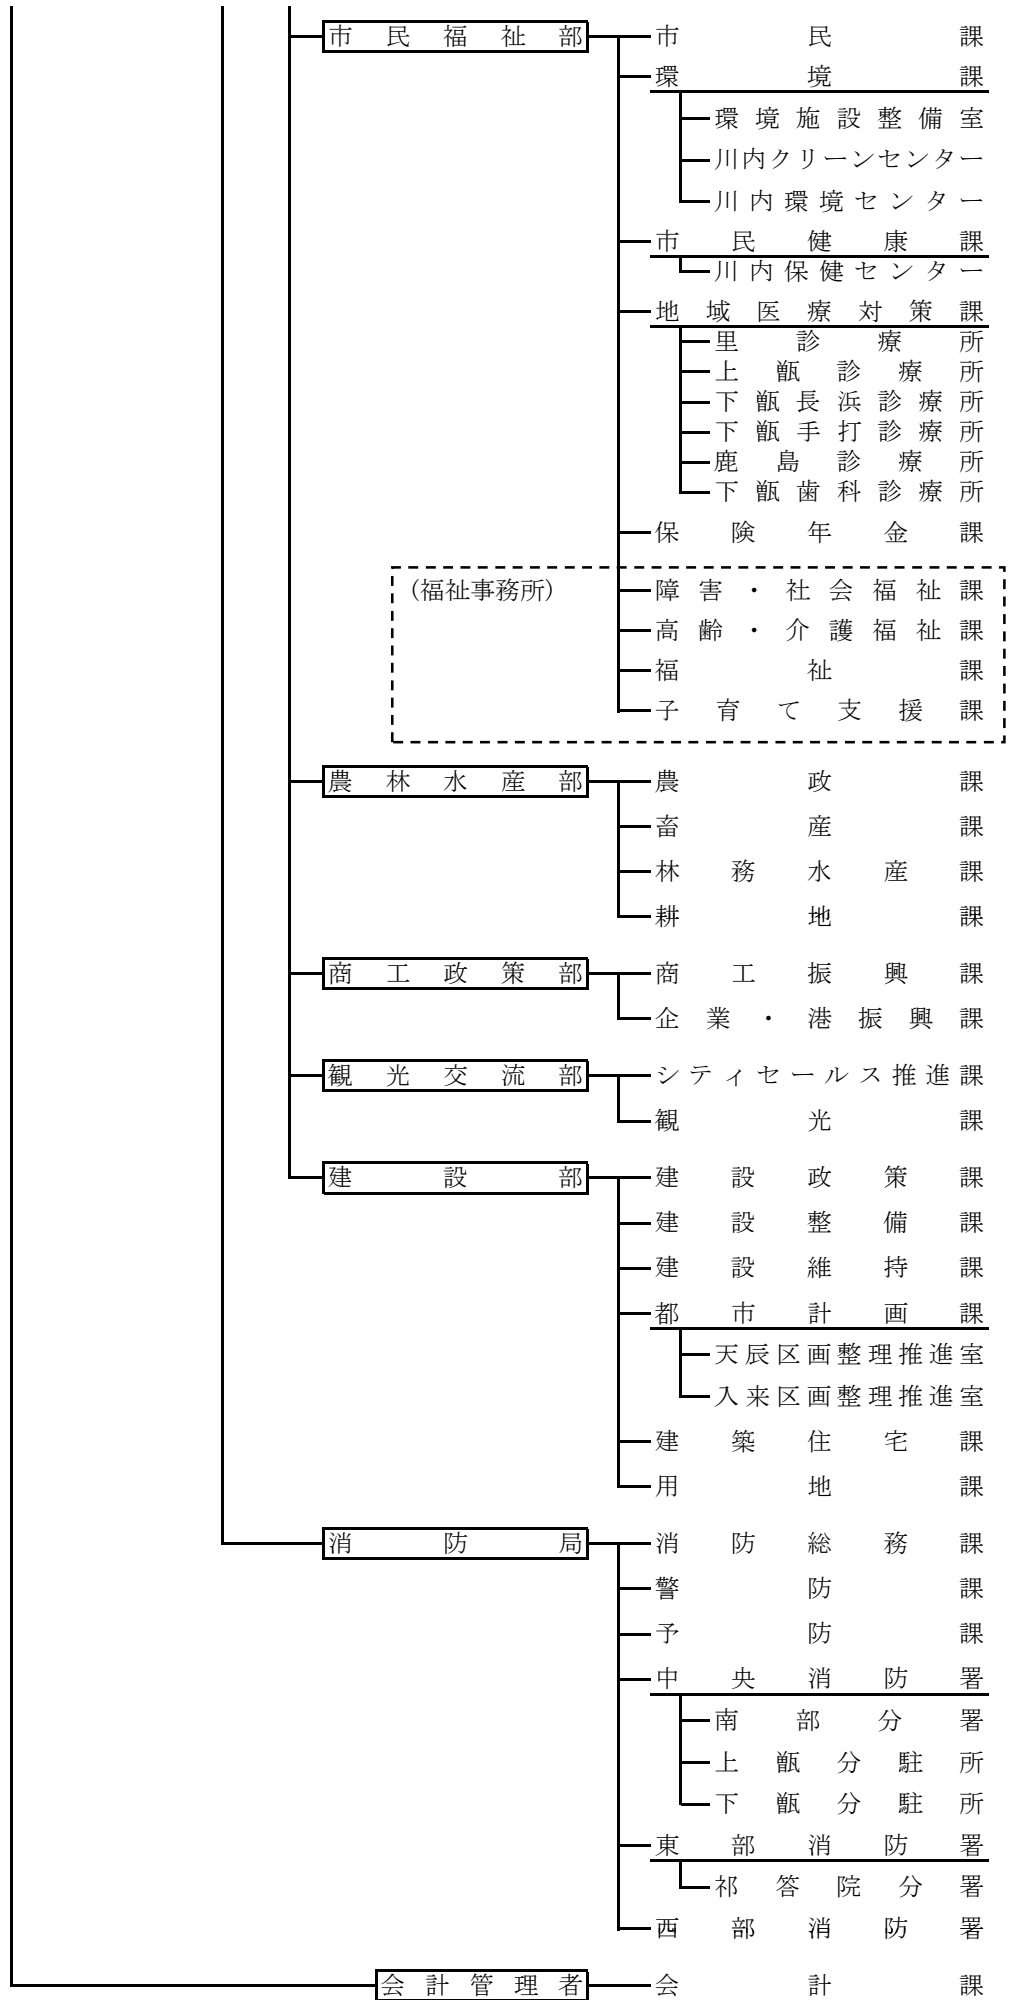 市民福祉部 市民課
環境課
環境施設整備室
川内クリーンセンター
川内環境センター
市民健康課
川内保健センター
地域医療対策課
里診療所
上甑診療所
下甑長浜診療所
下甑手打診療所
鹿島診療所
下甑歯科診療所
保険年金課
(福祉事務所) 障害・社会福祉課
高齢・介護福祉課
福祉課
子育て支援課
農林水産部 農政課
畜産課
林務水産課
耕地課
商工政策部 商工振興課
企業・港振興課
観光交流部 シティセールス推進課
観光課
建設部 建設政策課
建設整備課
建設維持課
都市計画課
天辰区画整理推進室
入来区画整理推進室
建築住宅課
用地課
消防局 消防総務課
警防課
予防課
中央消防署
南部分署
上甑分駐所
下甑分駐所
東部消防署
祁答院分署
西部消防署
会計管理者 会計課